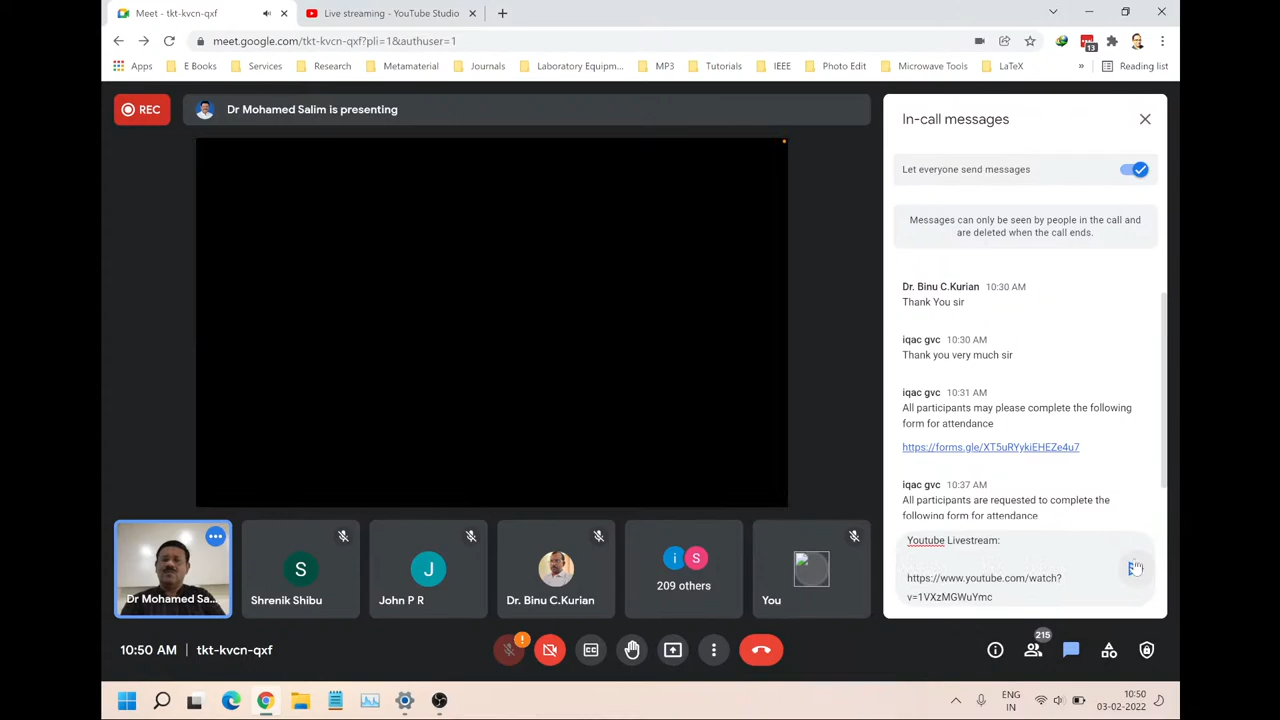 Meet - tkt-kvcn-qxf
Live streaming - YouTube Studio
meet.google.com/tkt-kvcn-qxf?pli=1&authuser=1
13
Apps
E Books
Services
Research
Metamaterial
Journals
Laboratory Equipm...
MP3
Tutorials
IEEE
Photo Edit
Microwave Tools
LaTeX
»
Reading list
REC
Dr Mohamed Salim is presenting
In-call messages
Let everyone send messages
Messages can only be seen by people in the call and
are deleted when the call ends.
Dr. Binu C.Kurian 10:30 AM
Thank You sir
iqac gvc 10:30 AM
Thank you very much sir
iqac gvc 10:31 AM
All participants may please complete the following
form for attendance
https://forms.gle/XT5uRYykiEHEZe4u7
iqac gvc 10:37 AM
All participants are requested to complete the
following form for attendance
Youtube Livestream:
https://www.youtube.com/watch?
v=1VXzMGWuYmc
Dr Mohamed Sa...
S
Shrenik Shibu
J
John P R
Dr. Binu C.Kurian
i
S
209 others
You
10:50 AM
tkt-kvcn-qxf
215
ENG
IN
10:50
03-02-2022